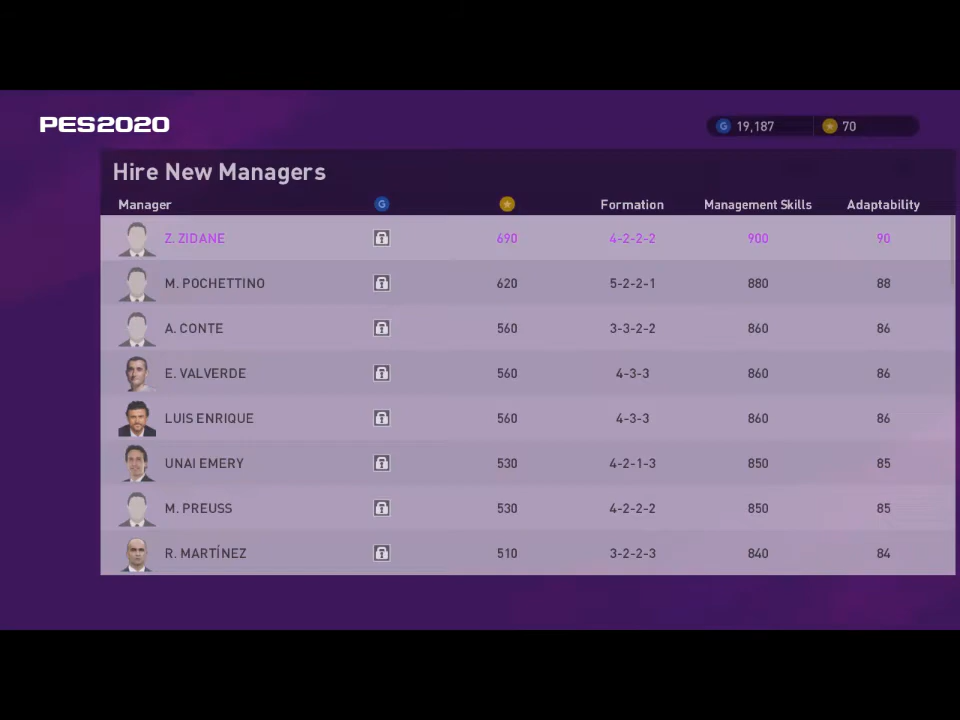 PES2020
G 19,187 70
Hire New Managers
Manager G Formation Management Skills Adaptability
Z. ZIDANE 690 4-2-2-2 900 90
M. POCHETTINO 620 5-2-2-1 880 88
A. CONTE 560 3-3-2-2 860 86
E. VALVERDE 560 4-3-3 860 86
LUIS ENRIQUE 560 4-3-3 860 86
UNAI EMERY 530 4-2-1-3 850 85
M. PREUSS 530 4-2-2-2 850 85
R. MARTÍNEZ 510 3-2-2-3 840 84